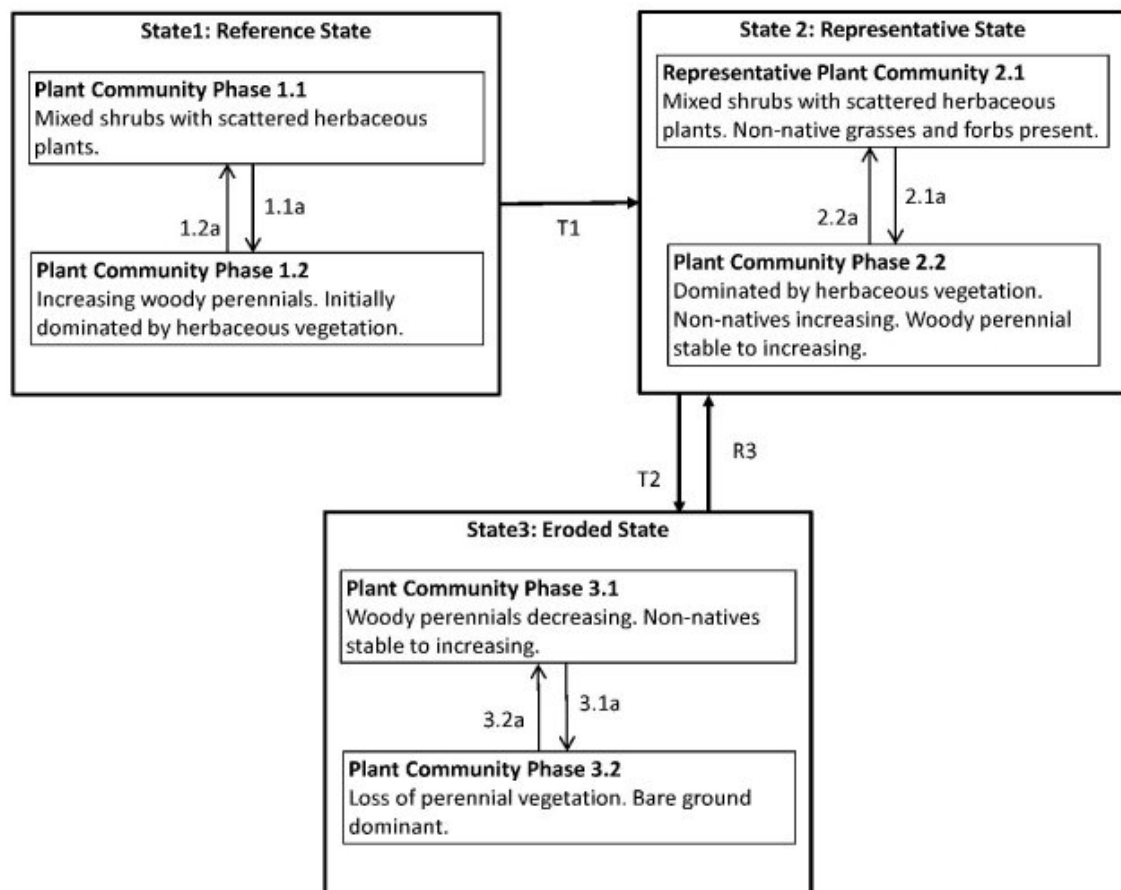 State1: Reference State
Plant Community Phase 1.1
Mixed shrubs with scattered herbaceous
plants.
1.2a
1.1a
Plant Community Phase 1.2
Increasing woody perennials. Initially
dominated by herbaceous vegetation.
T1
State 2: Representative State
Representative Plant Community 2.1
Mixed shrubs with scattered herbaceous
plants. Non-native grasses and forbs present.
2.2a
2.1a
Plant Community Phase 2.2
Dominated by herbaceous vegetation.
Non-natives increasing. Woody perennial
stable to increasing.
T2
R3
State3: Eroded State
Plant Community Phase 3.1
Woody perennials decreasing. Non-natives
stable to increasing.
3.2a
3.1a
Plant Community Phase 3.2
Loss of perennial vegetation. Bare ground
dominant.